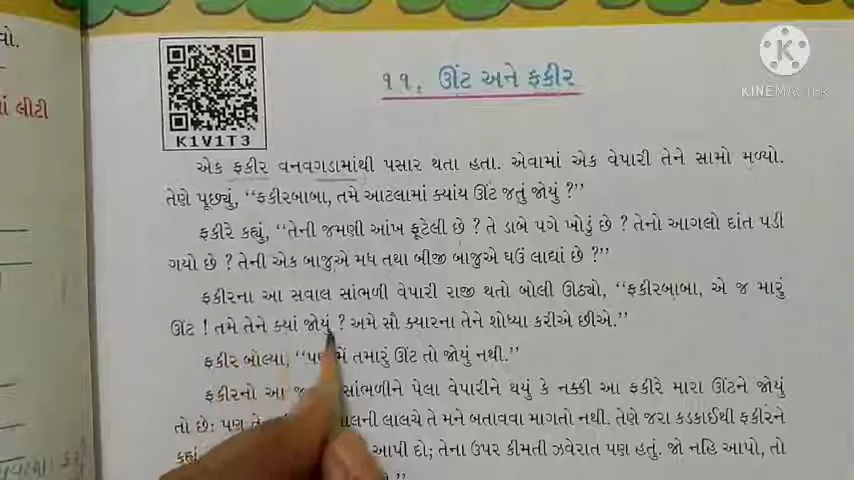 વો.
માં લીટી
K1V1T3
૧૧. ઊંટ અને ફકીર
K
KINEMASTER
એક ફકીર વનવગડામાંથી પસાર થતા હતા. એવામાં એક વેપારી તેને સામો મળ્યો.
તેણે પૂછ્યું, “ફકીરબાબા, તમે આટલામાં ક્યાંય ઊંટ જતું જોયું ?”
ફકીરે કહ્યું, “તેની જમણી આંખ ફૂટેલી છે ? તે ડાબે પગે ખોડું છે ? તેનો આગલો દાંત પડી
ગયો છે ? તેની એક બાજુએ મધ તથા બીજી બાજુએ ઘઉં લાધ્યાં છે ?”
ફકીરના આ સવાલ સાંભળી વેપારી રાજી થતો બોલી ઊઠ્યો, “ફકીરબાબા, એ જ મારું
ઊંટ ! તમે તેને ક્યાં જોયું ? અમે સૌ ક્યારના તેને શોધ્યા કરીએ છીએ.”
ફકીર બોલ્યા, “પણ મેં તમારું ઊંટ તો જોયું નથી.”
ફકીરનો આ સાંભળીને પેલા વેપારીને થયું કે નક્કી આ ફકીરે મારા ઊંટને જોયું
તો છે; પણ લાલચે તે મને બતાવવા માગતો નથી. તેણે જરા કડકાઈથી ફકીરને
કહ્યું આપી દો; તેના ઉપર કીમતી ઝવેરાત પણ હતું. જો નહિ આપો, તો